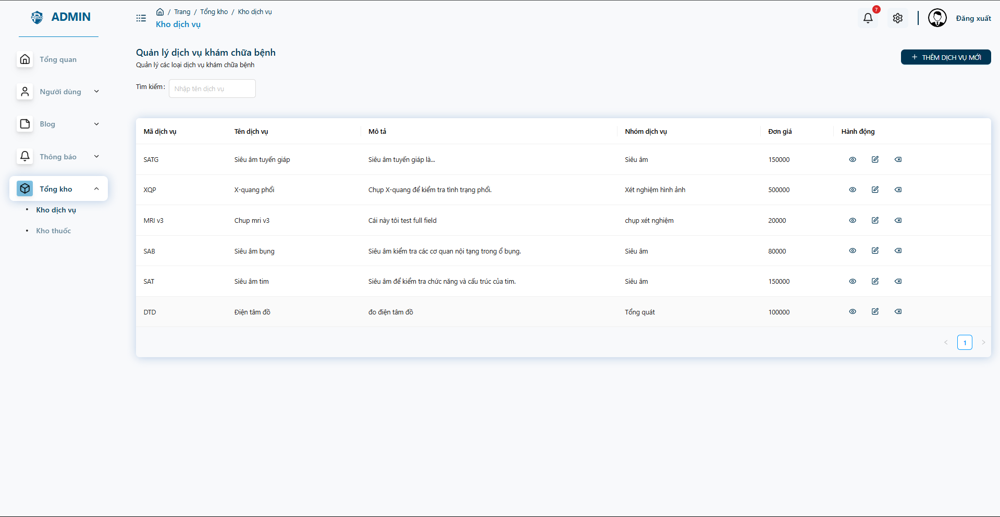 P-CLINIC
ADMIN
Tổng quan
Người dùng
Blog
Thông báo
Tổng kho
• Kho dịch vụ
• Kho thuốc
/ Trang / Tổng kho / Kho dịch vụ
Kho dịch vụ
7
Đăng xuất
Quản lý dịch vụ khám chữa bệnh
Quản lý các loại dịch vụ khám chữa bệnh
+ THÊM DỊCH VỤ MỚI
Tìm kiếm: Nhập tên dịch vụ
Mã dịch vụ Tên dịch vụ Mô tả Nhóm dịch vụ Đơn giá Hành động
SATG Siêu âm tuyến giáp Siêu âm tuyến giáp là... Siêu âm 150000
XQP X-quang phổi Chụp X-quang để kiểm tra tình trạng phổi. Xét nghiệm hình ảnh 500000
MRI v3 Chup mri v3 Cái này tôi test full field chụp xét nghiệm 20000
SAB Siêu âm bụng Siêu âm kiểm tra các cơ quan nội tạng trong ổ bụng. Siêu âm 80000
SAT Siêu âm tim Siêu âm để kiểm tra chức năng và cấu trúc của tim. Siêu âm 150000
DTD Điện tâm đồ đo điện tâm đồ Tổng quát 100000
< 1 >